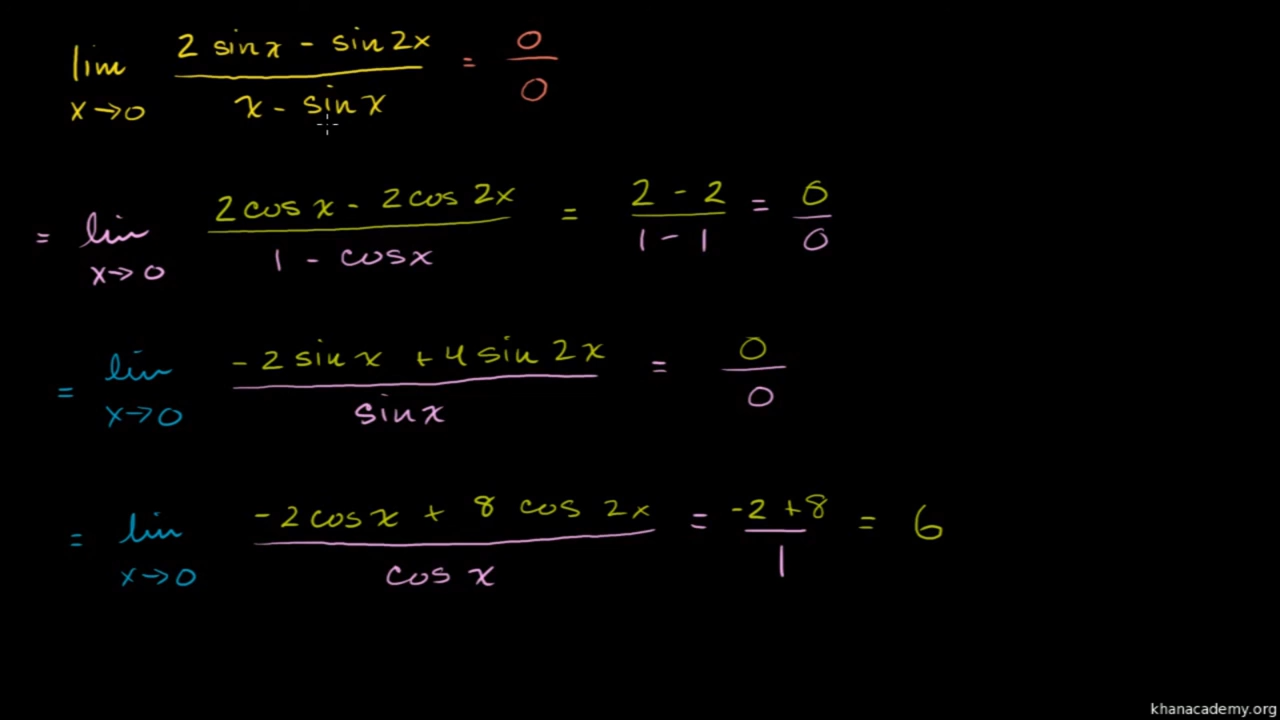 lim x→0 (2 sin x - sin 2x)/(x - sin x) = 0/0
= lim x→0 (2 cos x - 2 cos 2x)/(1 - cos x) = (2 - 2)/(1 - 1) = 0/0
= lim x→0 (-2 sin x + 4 sin 2x)/(sin x) = 0/0
= lim x→0 (-2 cos x + 8 cos 2x)/(cos x) = (-2 + 8)/1 = 6
khanacademy.org